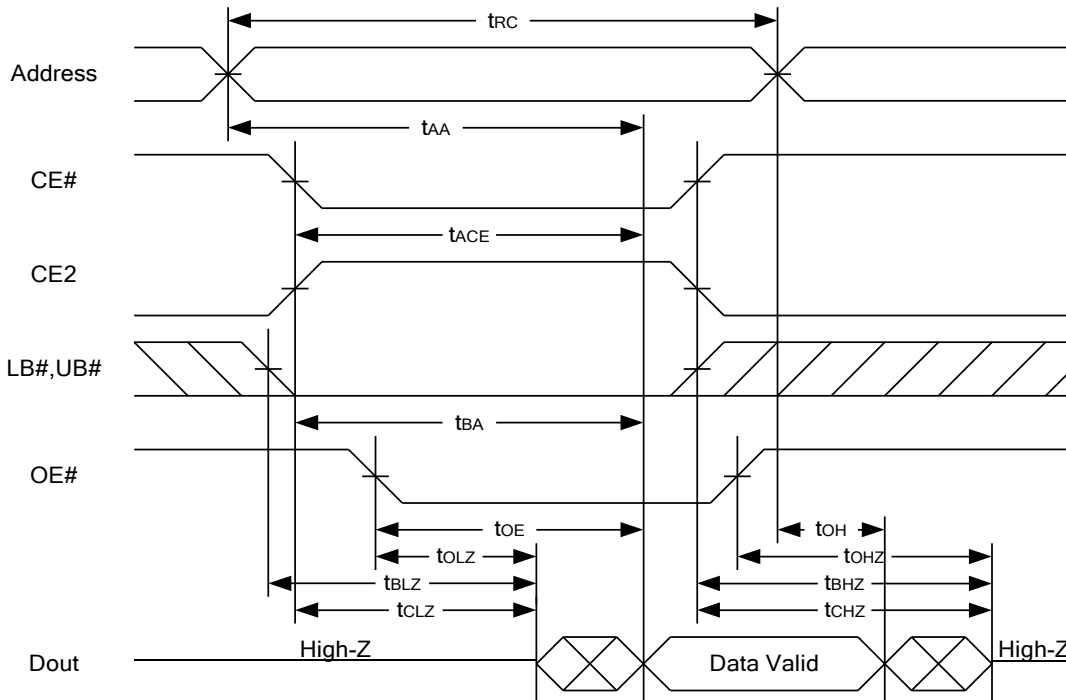 tRC
Address
tAA
CE#
tACE
CE2
LB#,UB#
tBA
OE#
tOE
tOH
tOLZ
tOHZ
tBLZ
tBHZ
tCLZ
tCHZ
Dout
High-Z
Data Valid
High-Z